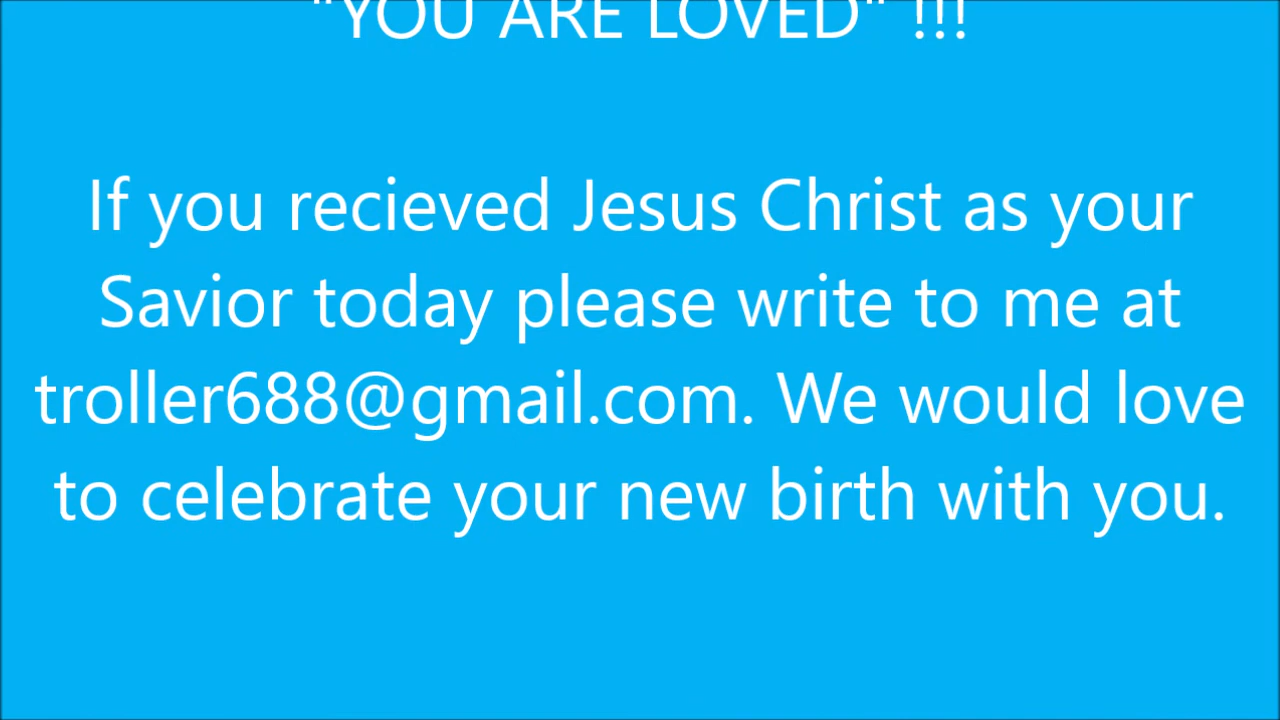 "YOU ARE LOVED" !!!
If you recieved Jesus Christ as your
Savior today please write to me at
troller688@gmail.com. We would love
to celebrate your new birth with you.